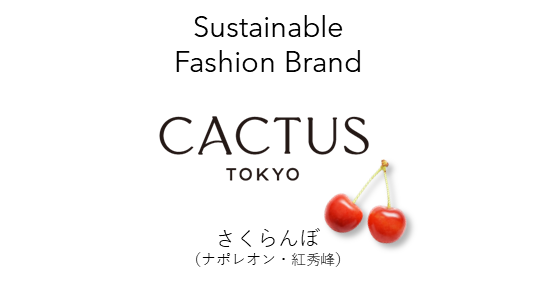 Sustainable
Fashion Brand
CACTUS
TOKYO
さくらんぼ
(ナポレオン・紅秀峰)